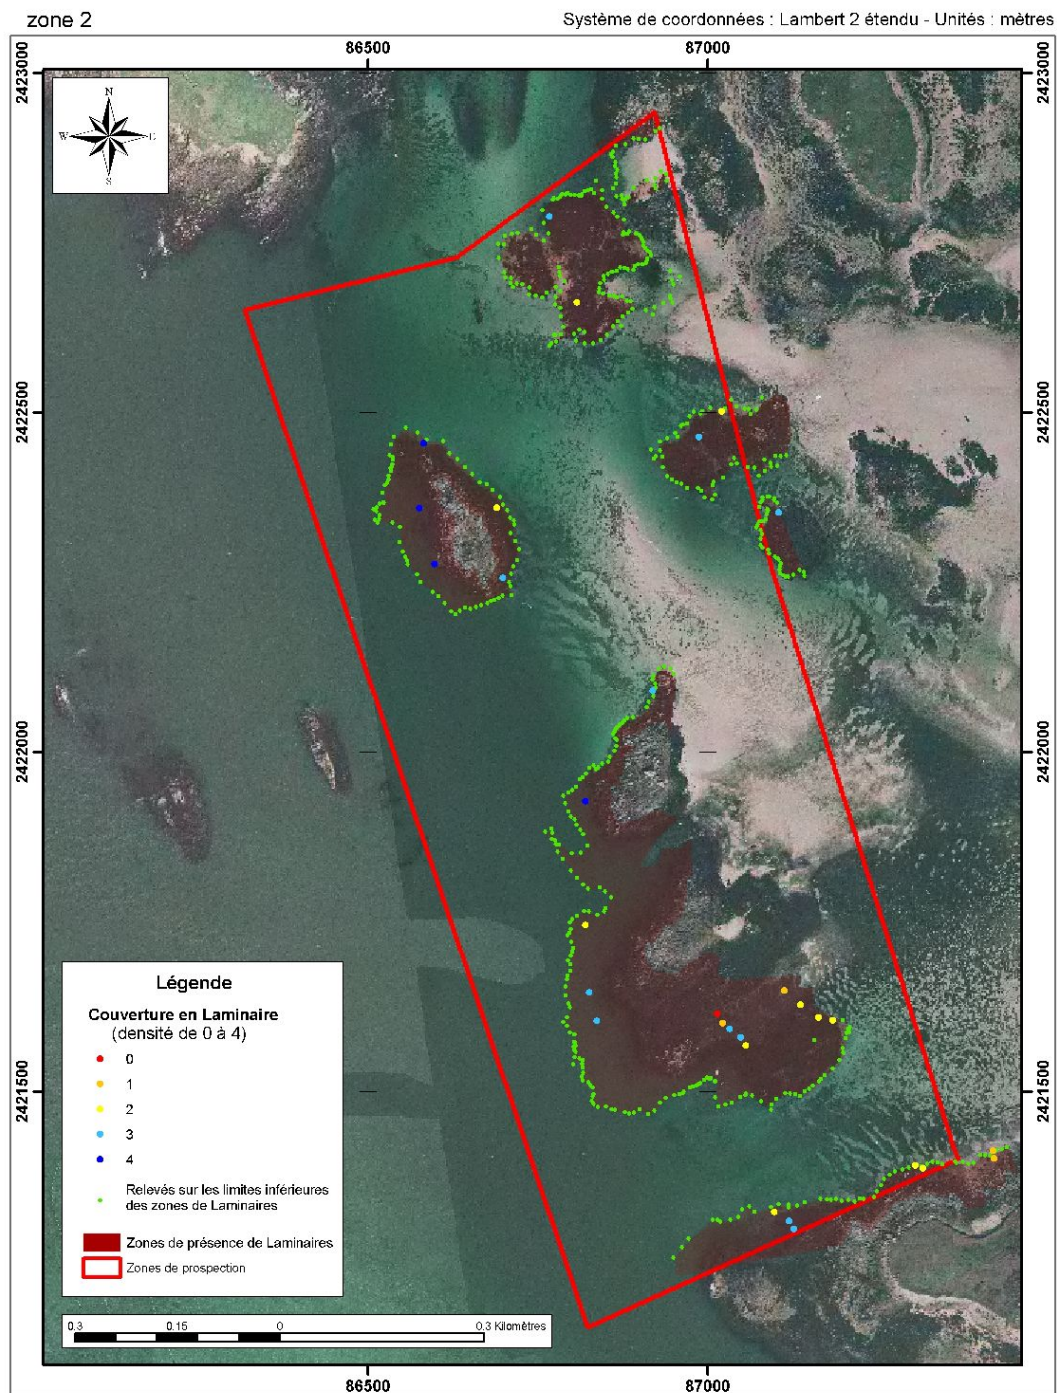 zone 2
Système de coordonnées : Lambert 2 étendu - Unités : mètres
86500 87000
2423000 2423000
N
W E
S
2422500 2422500
2422000 2422000
2421500 2421500
Légende
Couverture en Laminaire
(densité de 0 à 4)
0
1
2
3
4
Relevés sur les limites inférieures
des zones de Laminaires
Zones de présence de Laminaires
Zones de prospection
0.3 0.15 0 0.3 Kilomètres
86500 87000